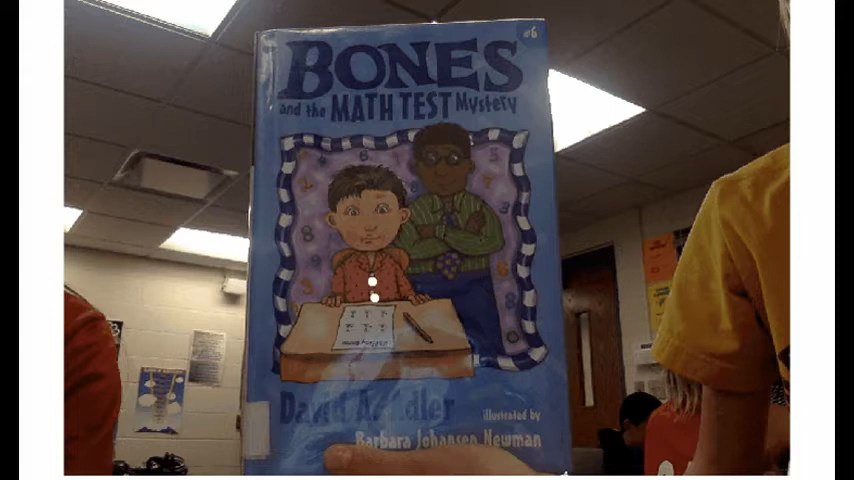 #6
BONES
and the MATH TEST Mystery
David A. Adler
illustrated by
Barbara Johansen Newman